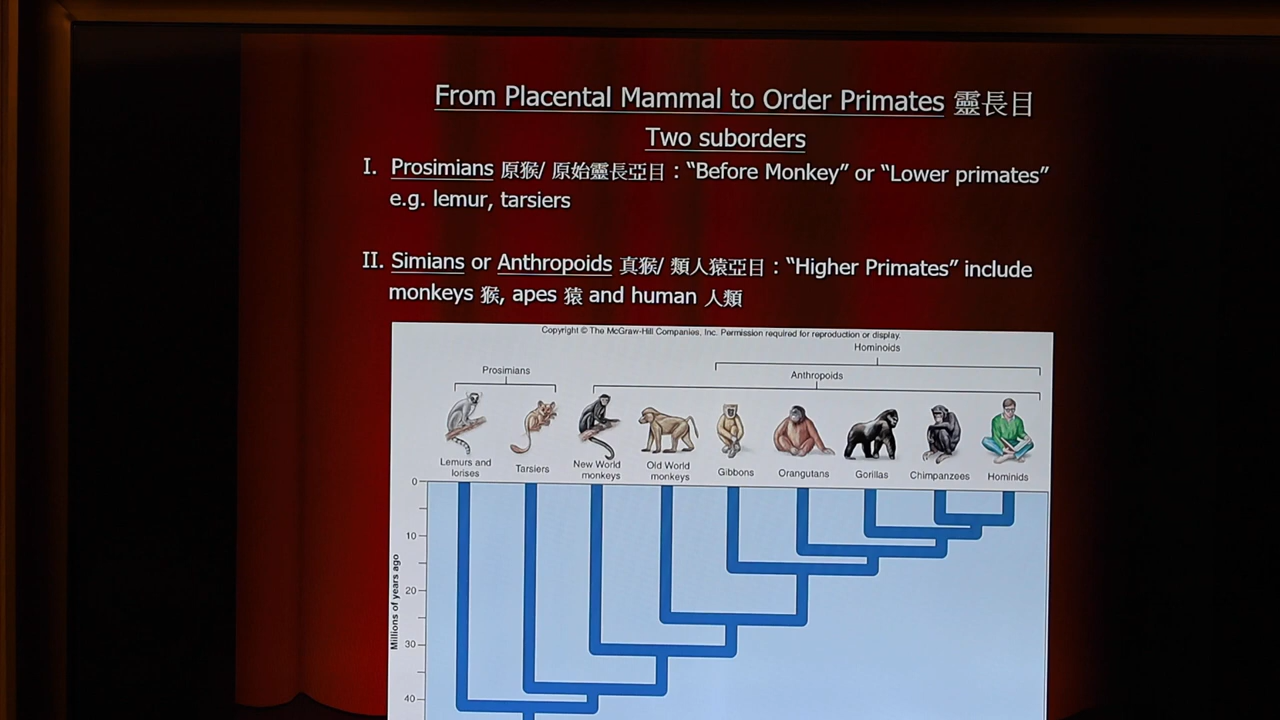 From Placental Mammal to Order Primates 靈長目
Two suborders
I. Prosimians 原猴/ 原始靈長亞目 : “Before Monkey” or “Lower primates”
e.g. lemur, tarsiers
II. Simians or Anthropoids 真猴/ 類人猿亞目 : “Higher Primates” include
monkeys 猴, apes 猿 and human 人類
Copyright © The McGraw-Hill Companies, Inc. Permission required for reproduction or display.
Hominoids
Prosimians
Anthropoids
Lemurs and
lorises
Tarsiers
New World
monkeys
Old World
monkeys
Gibbons
Orangutans
Gorillas
Chimpanzees
Hominids
0
10
20
30
40
Millions of years ago